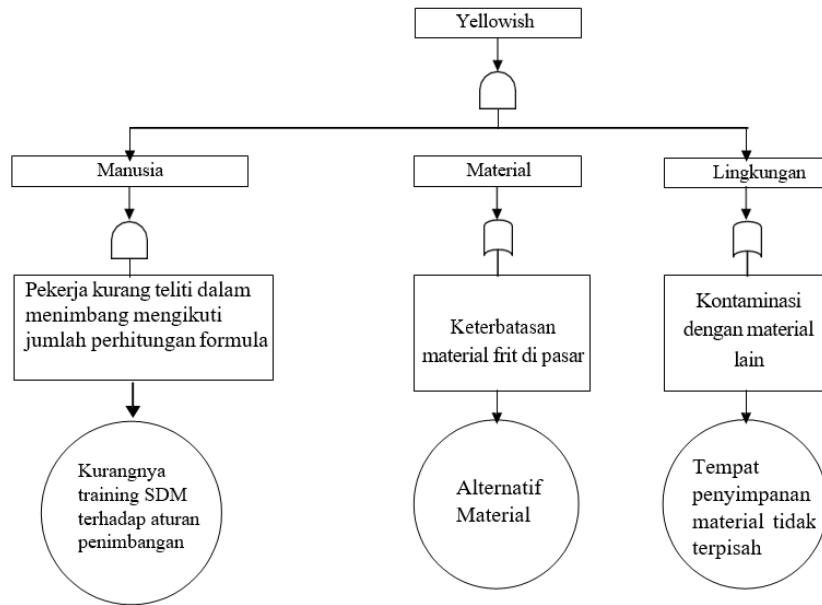 Yellowish
Manusia
Material
Lingkungan
Pekerja kurang teliti dalam
menimbang mengikuti
jumlah perhitungan formula
Keterbatasan
material frit di pasar
Kontaminasi
dengan material
lain
Kurangnya
training SDM
terhadap aturan
penimbangan
Alternatif
Material
Tempat
penyimpanan
material tidak
terpisah